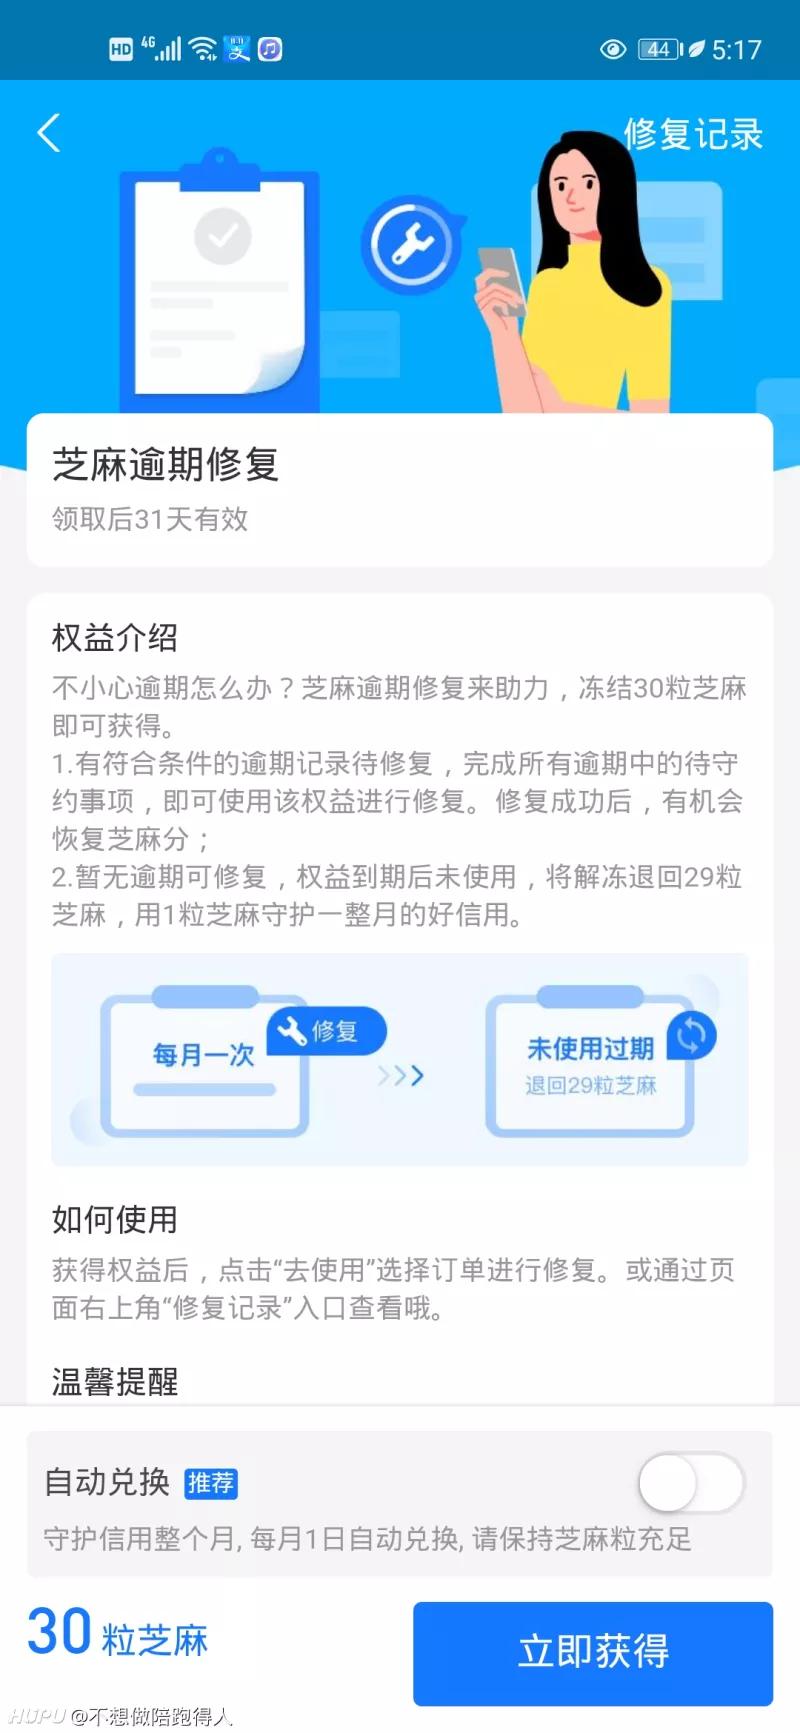 HD 4G 44 5:17
修复记录
芝麻逾期修复
领取后31天有效
权益介绍
不小心逾期怎么办？芝麻逾期修复来助力，冻结30粒芝麻
即可获得。
1.有符合条件的逾期记录待修复，完成所有逾期中的待守
约事项，即可使用该权益进行修复。修复成功后，有机会
恢复芝麻分；
2.暂无逾期可修复，权益到期后未使用，将解冻退回29粒
芝麻，用1粒芝麻守护一整月的好信用。
每月一次
修复
未使用过期
退回29粒芝麻
如何使用
获得权益后，点击“去使用”选择订单进行修复。或通过页
面右上角“修复记录”入口查看哦。
温馨提醒
自动兑换 推荐
守护信用整个月, 每月1日自动兑换, 请保持芝麻粒充足
30 粒芝麻
立即获得
HUPU @不想做陪跑得人